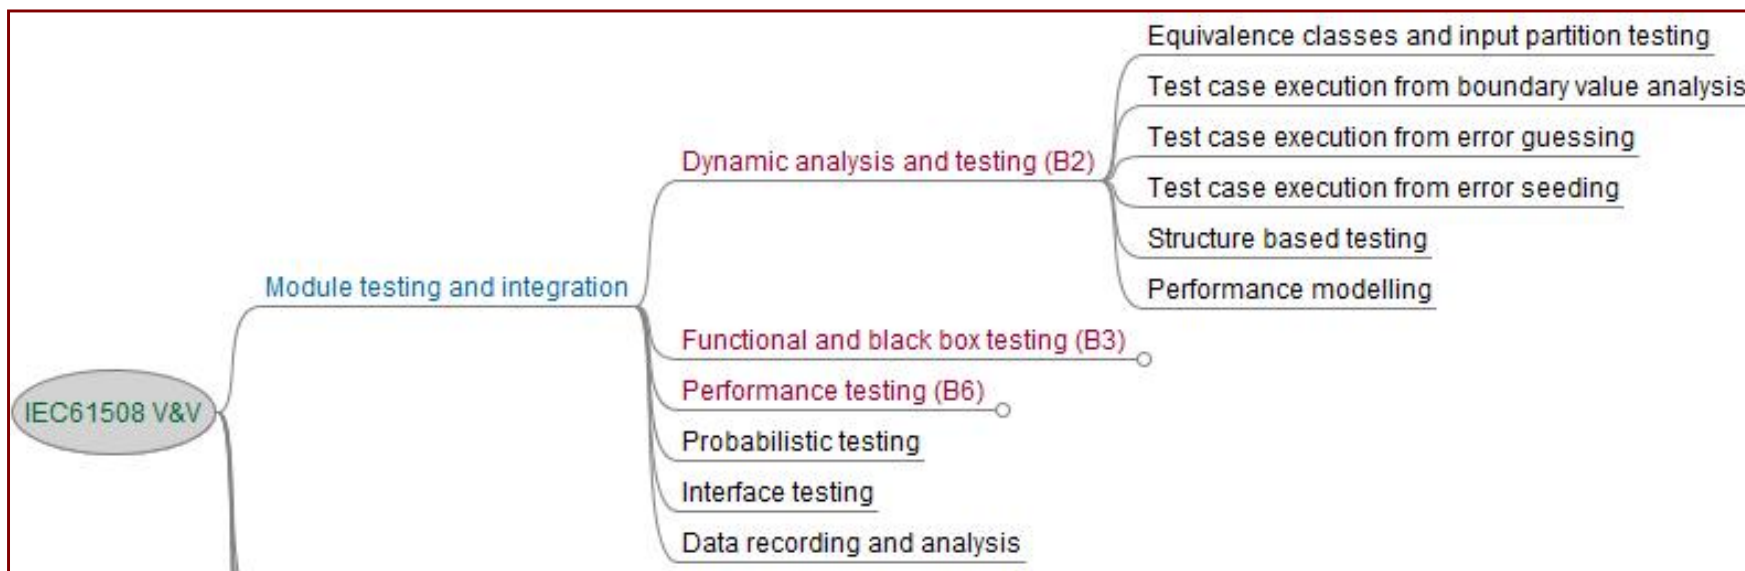 Equivalence classes and input partition testing
Test case execution from boundary value analysis
Test case execution from error guessing
Dynamic analysis and testing (B2)
Test case execution from error seeding
Structure based testing
Module testing and integration
Performance modelling
Functional and black box testing (B3)
Performance testing (B6)
IEC61508 V&V
Probabilistic testing
Interface testing
Data recording and analysis